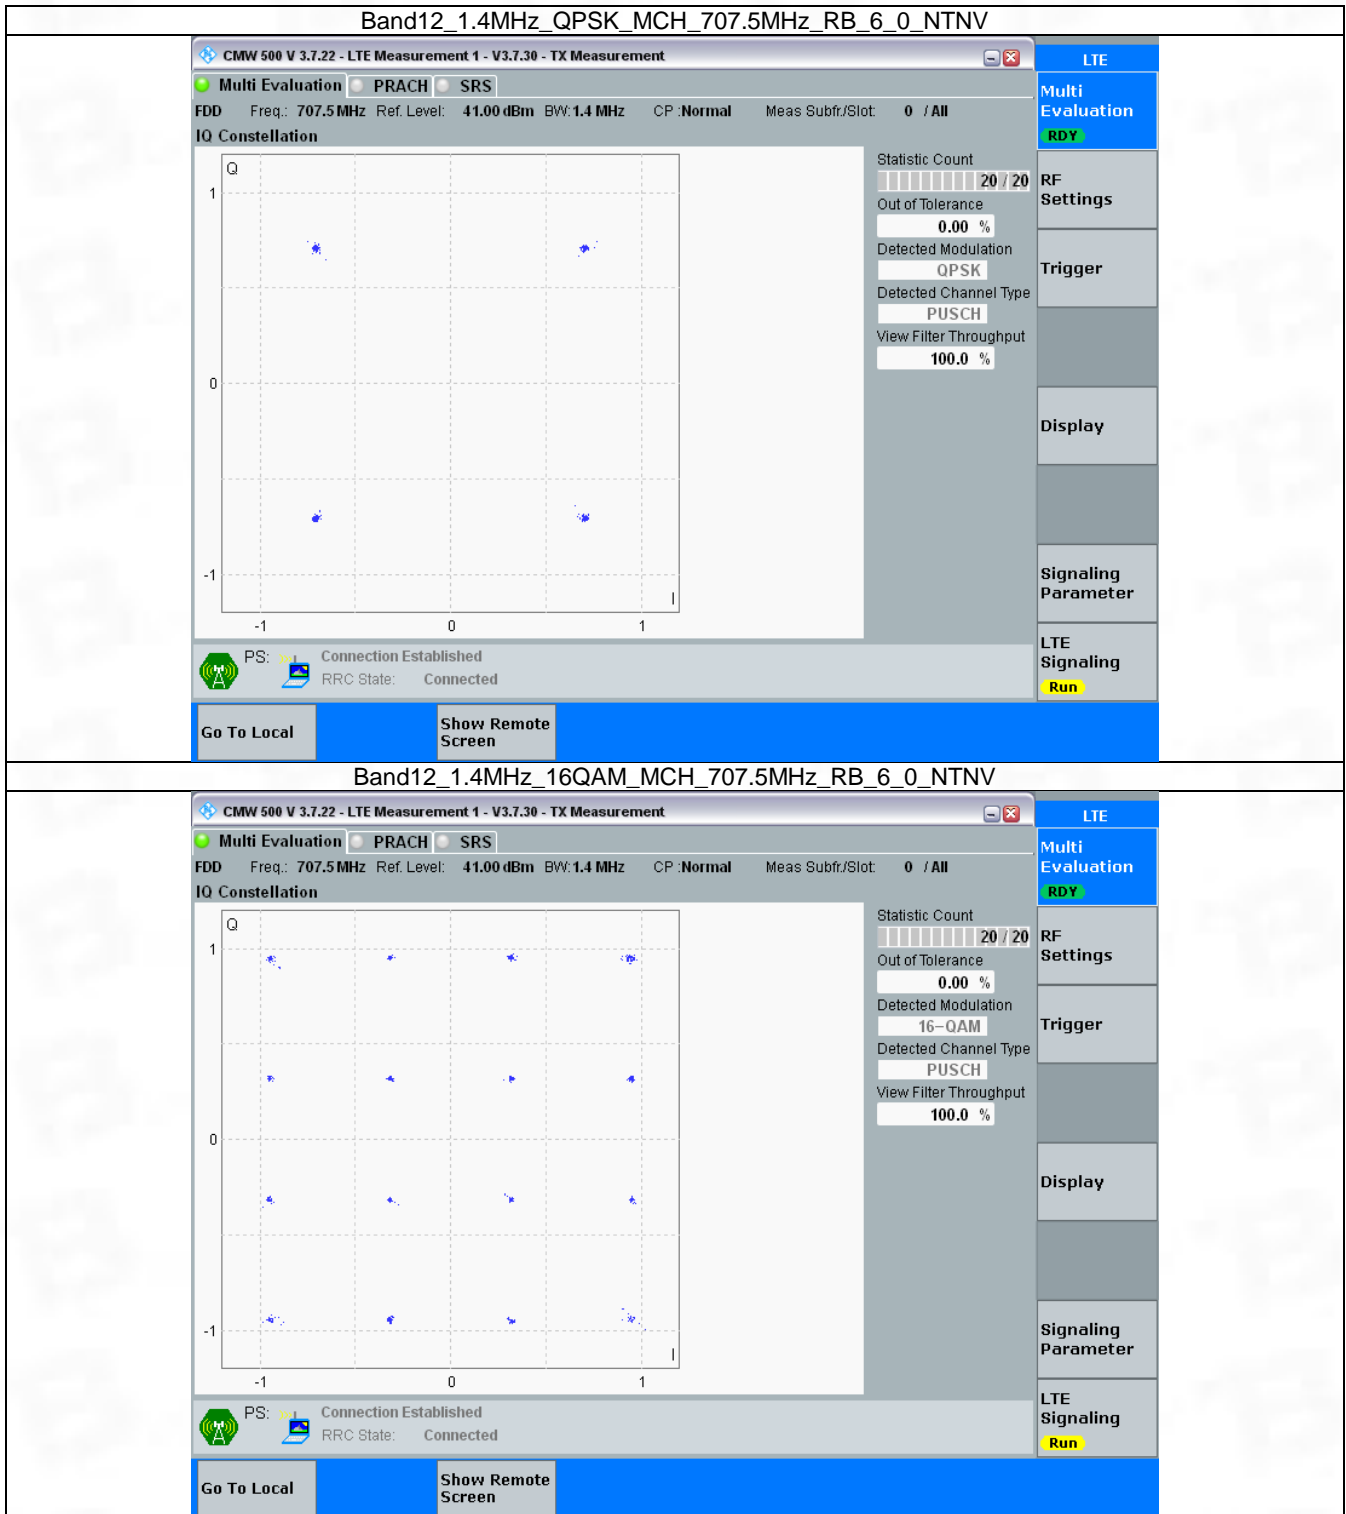 Band12_1.4MHz_QPSK_MCH_707.5MHz_RB_6_0_NTNV
CMW 500 V 3.7.22 - LTE Measurement 1 - V3.7.30 - TX Measurement
LTE
Multi Evaluation PRACH SRS
Multi
Evaluation
RDY
FDD Freq.: 707.5 MHz Ref. Level: 41.00 dBm BW: 1.4 MHz CP : Normal Meas Subfr./Slot: 0 / All
IQ Constellation
Q
1
0
-1
I
-1 0 1
Statistic Count
20 / 20
Out of Tolerance
0.00 %
Detected Modulation
QPSK
Detected Channel Type
PUSCH
View Filter Throughput
100.0 %
RF
Settings
Trigger
Display
Signaling
Parameter
LTE
Signaling
Run
PS: Connection Established
RRC State: Connected
Go To Local
Show Remote
Screen
Band12_1.4MHz_16QAM_MCH_707.5MHz_RB_6_0_NTNV
CMW 500 V 3.7.22 - LTE Measurement 1 - V3.7.30 - TX Measurement
LTE
Multi Evaluation PRACH SRS
Multi
Evaluation
RDY
FDD Freq.: 707.5 MHz Ref. Level: 41.00 dBm BW: 1.4 MHz CP : Normal Meas Subfr./Slot: 0 / All
IQ Constellation
Q
1
0
-1
I
-1 0 1
Statistic Count
20 / 20
Out of Tolerance
0.00 %
Detected Modulation
16-QAM
Detected Channel Type
PUSCH
View Filter Throughput
100.0 %
RF
Settings
Trigger
Display
Signaling
Parameter
LTE
Signaling
Run
PS: Connection Established
RRC State: Connected
Go To Local
Show Remote
Screen